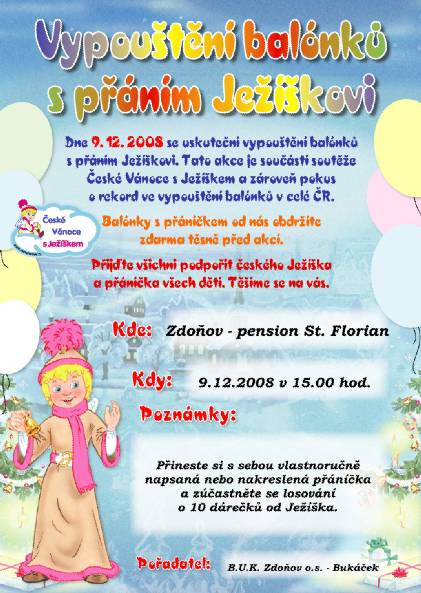 Vypouštění balónků
s přáním Ježíškovi
Dne 9. 12. 2008 se uskuteční vypouštění balónků
s přáním Ježíškovi. Tato akce je součástí soutěže
České Vánoce s Ježíškem a zároveň pokus
o rekord ve vypouštění balónků v celé ČR.
České
Vánoce
s Ježíškem
Balónky s přáníčkem od nás obdržíte
zdarma těsně před akcí.
Přijďte všichni podpořit českého Ježíška
a přáníčka všech dětí. Těšíme se na vás.
Kde: Zdoňov - pension St. Florian
Kdy: 9.12.2008 v 15.00 hod.
Poznámky:
Přineste si s sebou vlastnoručně
napsaná nebo nakreslená přáníčka
a zúčastněte se losování
o 10 dárečků od Ježíška.
Pořadatel: B.U.K. Zdoňov o.s. - Bukáček